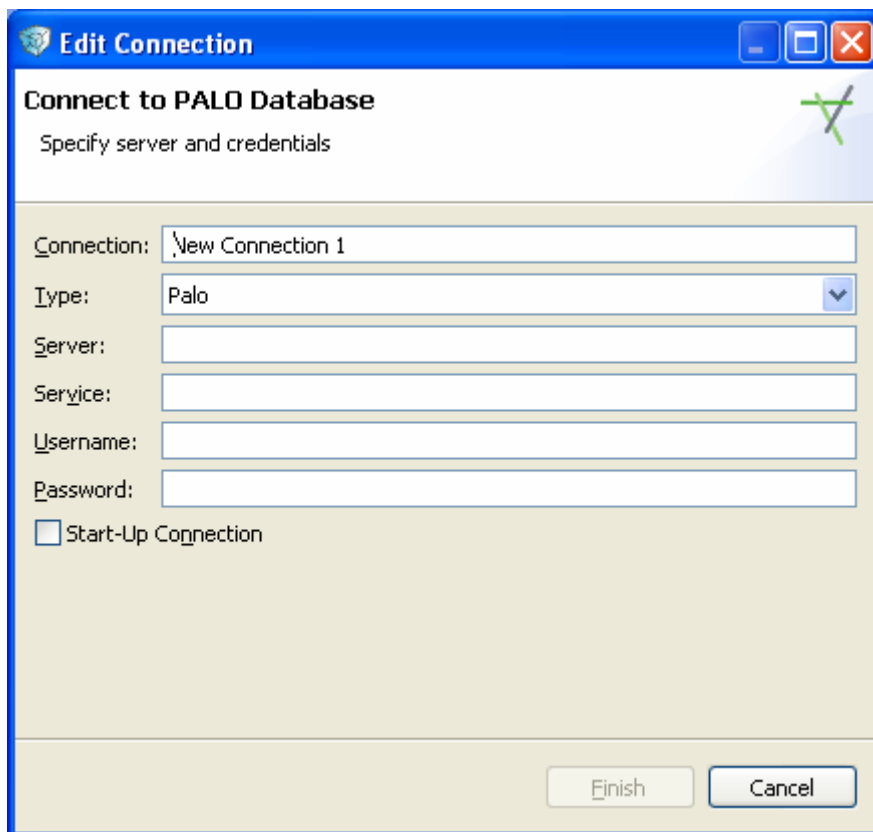 Edit Connection
Connect to PALO Database
Specify server and credentials
Connection: New Connection 1
Type: Palo
Server:
Service:
Username:
Password:
Start-Up Connection
Finish Cancel